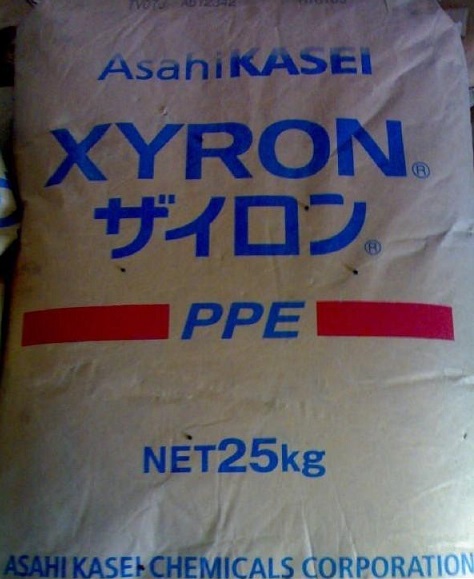 AsahiKASEI
XYRON®
ザイロン®
PPE
NET25kg
ASAHI KASEI CHEMICALS CORPORATION